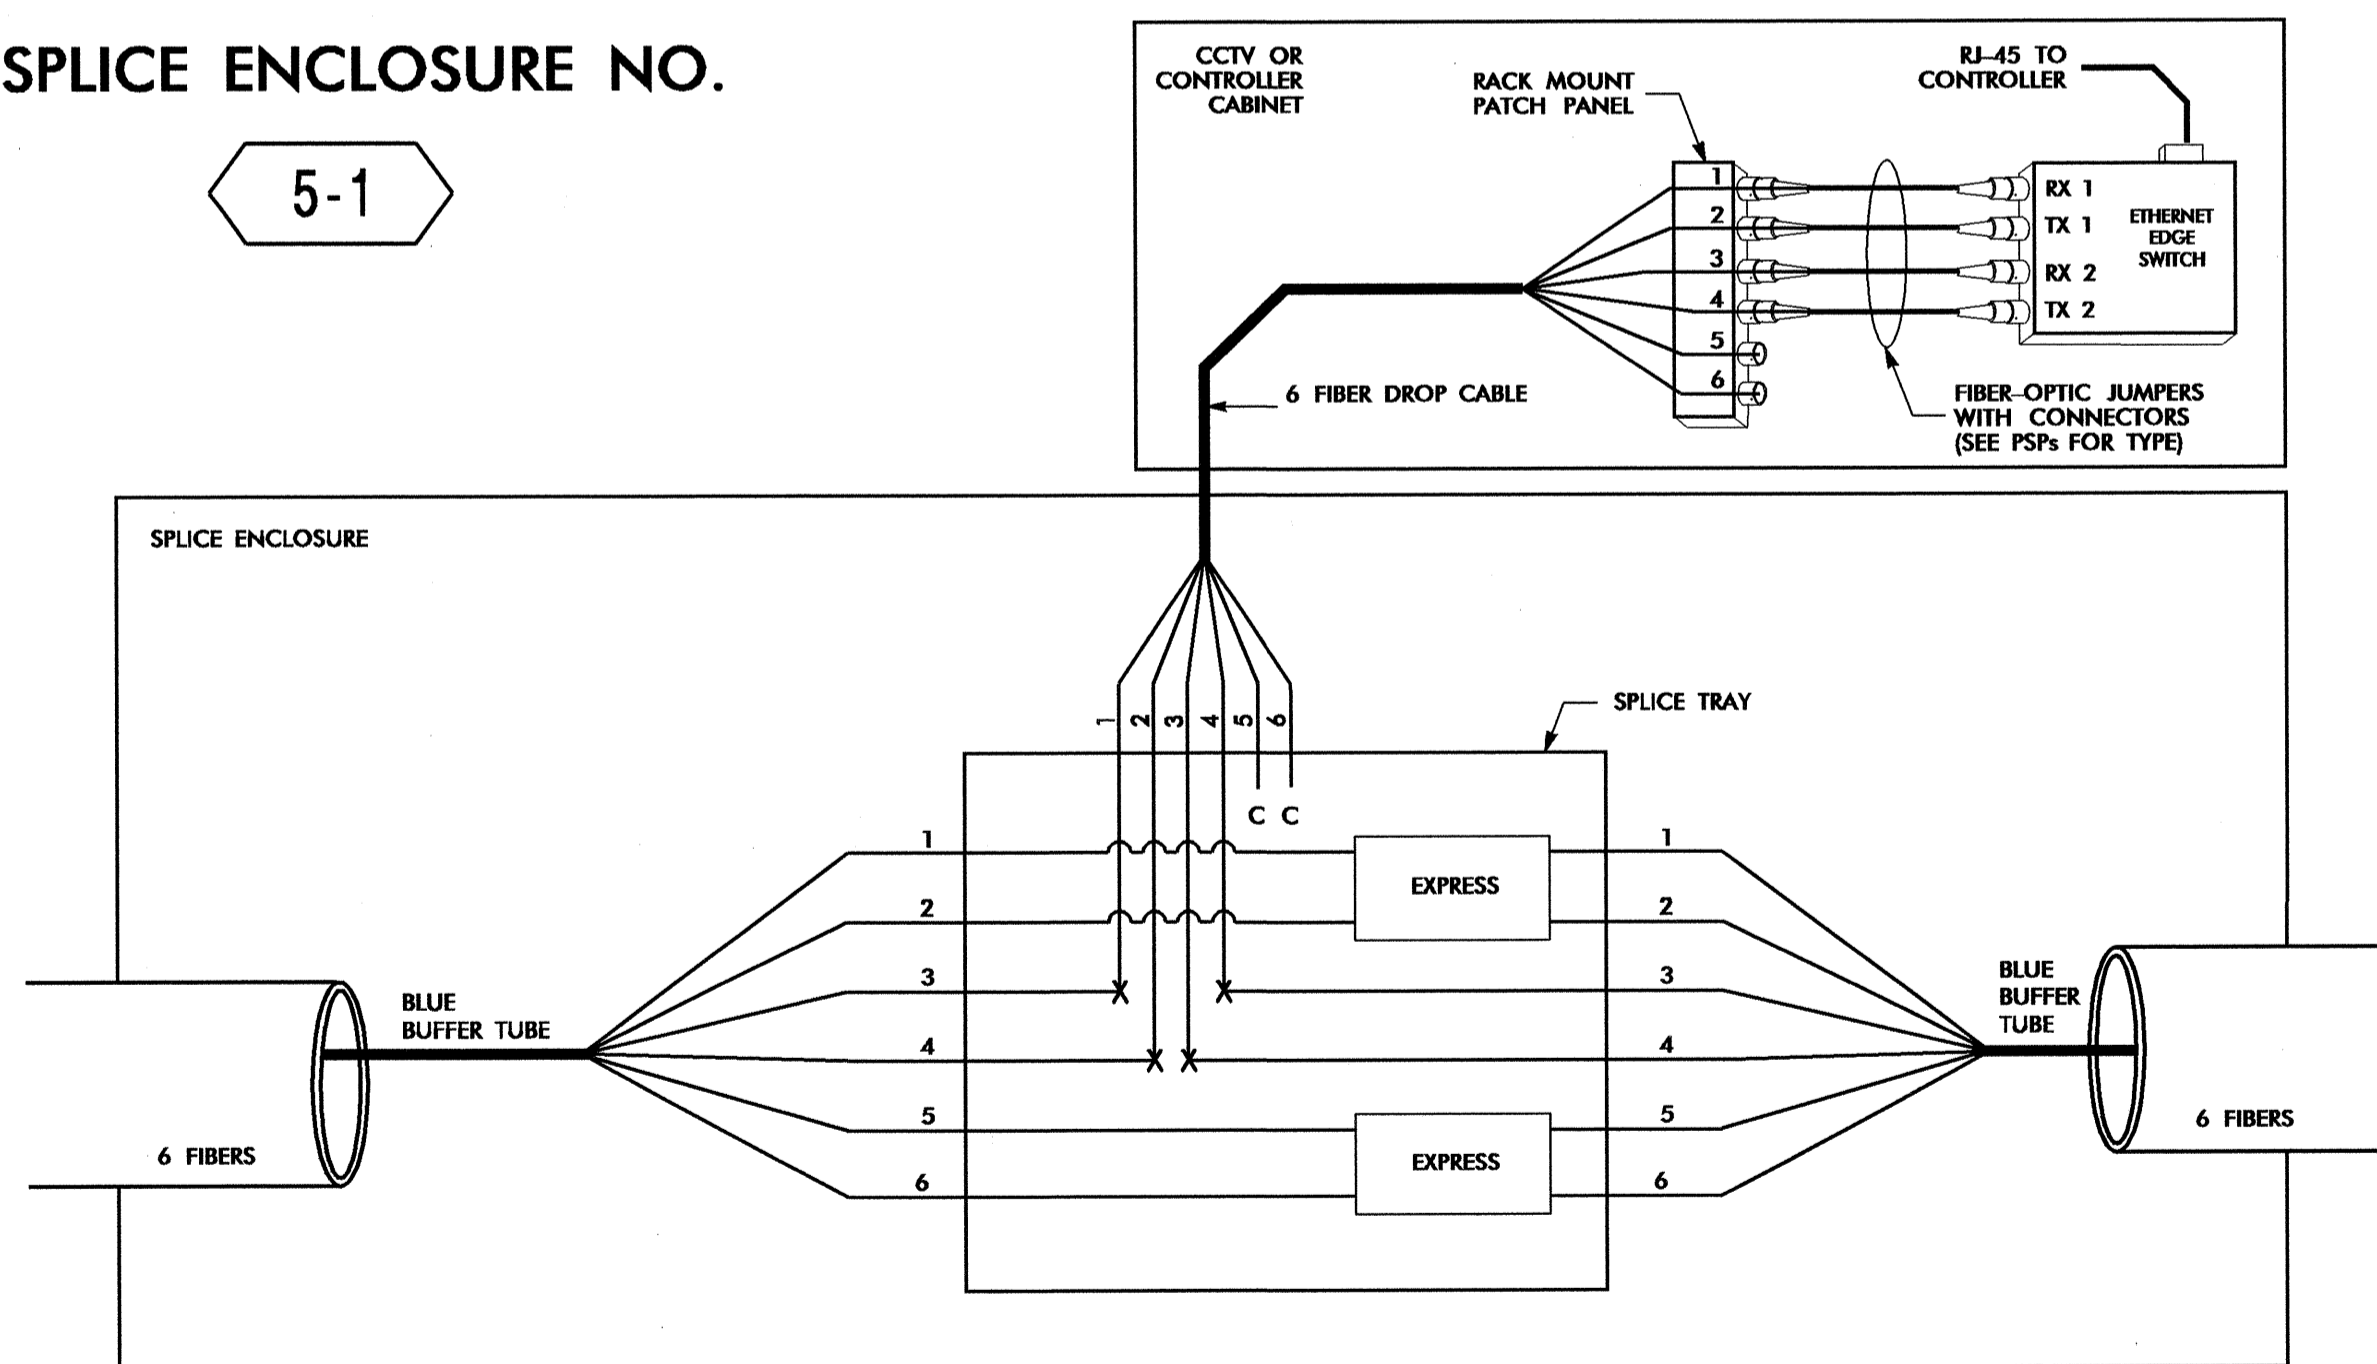 SPLICE ENCLOSURE NO.
5-1
CCTV OR
CONTROLLER
CABINET
RACK MOUNT
PATCH PANEL
RJ-45 TO
CONTROLLER
1
2
3
4
5
6
RX 1
TX 1
RX 2
TX 2
ETHERNET
EDGE
SWITCH
6 FIBER DROP CABLE
FIBER-OPTIC JUMPERS
WITH CONNECTORS
(SEE PSPs FOR TYPE)
SPLICE ENCLOSURE
1 2 3 4 5 6
SPLICE TRAY
C C
1
2
3
4
5
6
EXPRESS
EXPRESS
1
2
3
4
5
6
BLUE
BUFFER TUBE
6 FIBERS
BLUE
BUFFER
TUBE
6 FIBERS